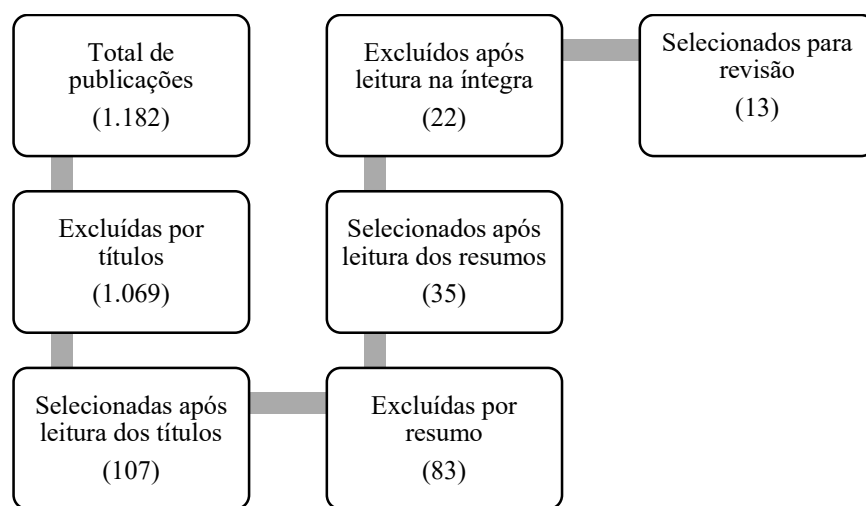 Total de
publicações
(1.182)
Excluídas por
títulos
(1.069)
Selecionadas após
leitura dos títulos
(107)
Excluídas por
resumo
(83)
Selecionados após
leitura dos resumos
(35)
Excluídos após
leitura na íntegra
(22)
Selecionados para
revisão
(13)